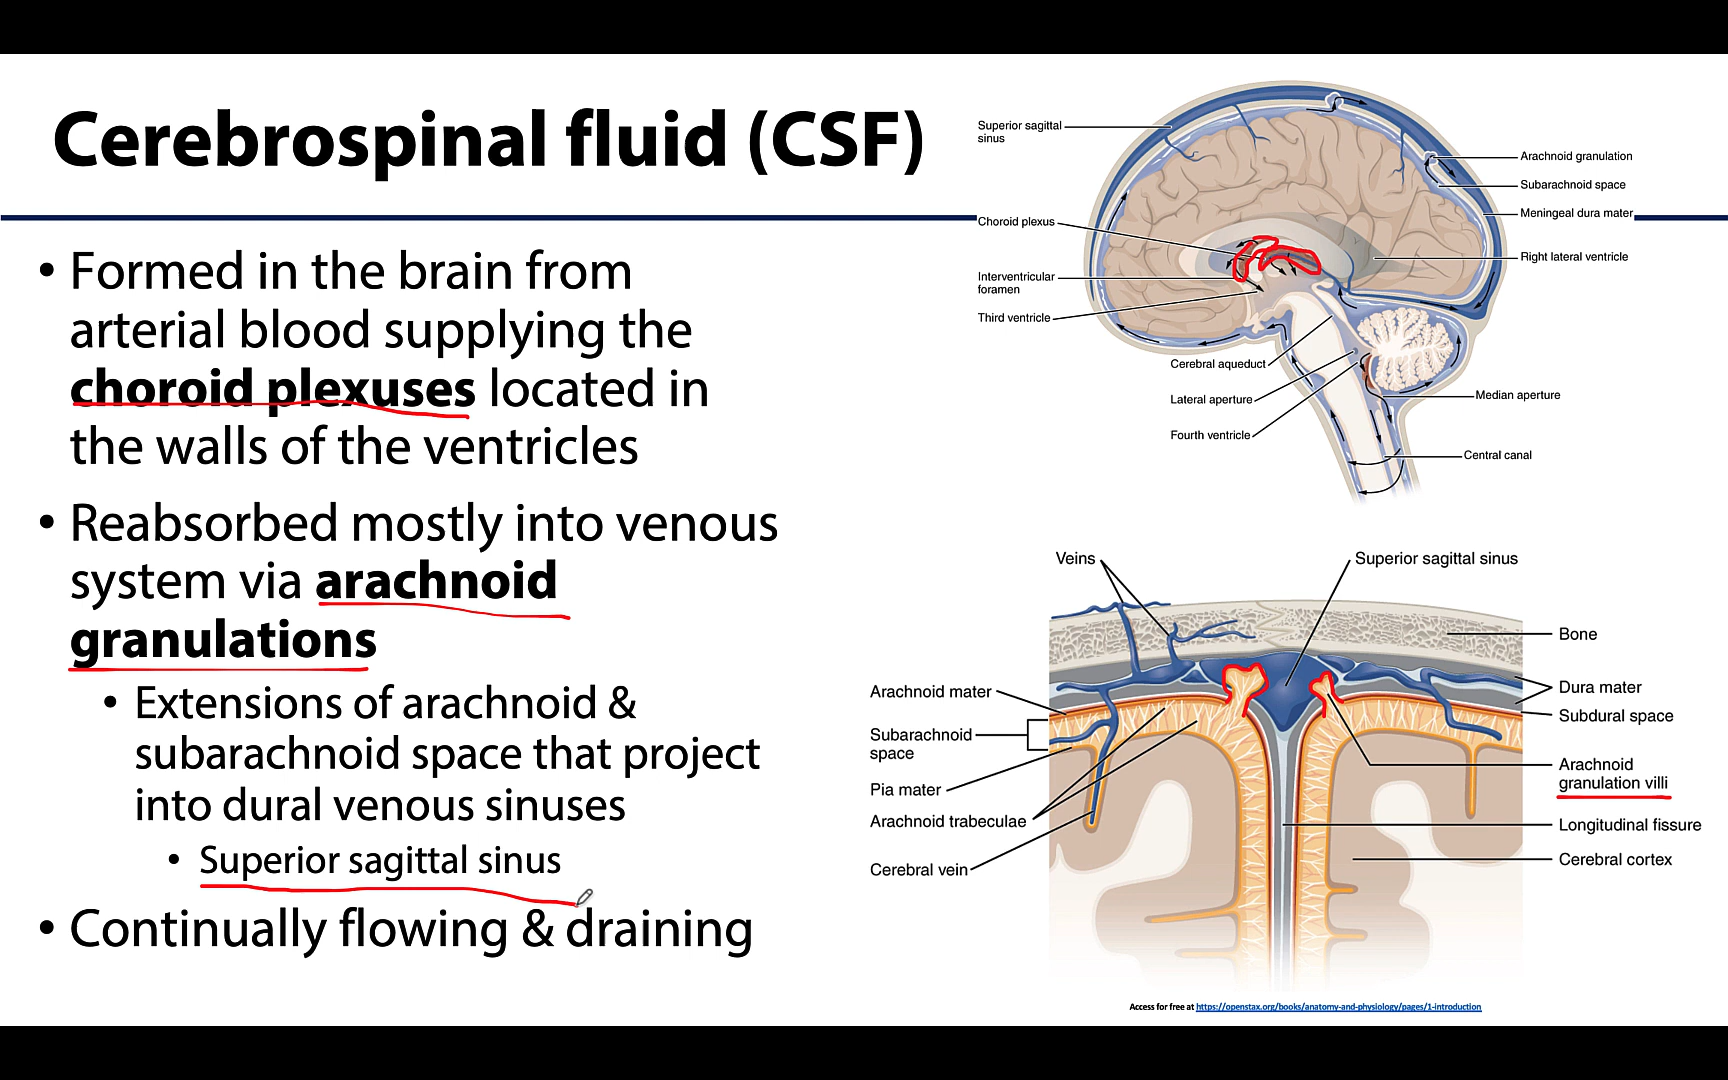 Cerebrospinal fluid (CSF)
• Formed in the brain from
arterial blood supplying the
choroid plexuses located in
the walls of the ventricles
• Reabsorbed mostly into venous
system via arachnoid
granulations
• Extensions of arachnoid &
subarachnoid space that project
into dural venous sinuses
• Superior sagittal sinus
• Continually flowing & draining
Superior sagittal
sinus
Choroid plexus
Interventricular
foramen
Third ventricle
Cerebral aqueduct
Lateral aperture
Fourth ventricle
Arachnoid granulation
Subarachnoid space
Meningeal dura mater
Right lateral ventricle
Median aperture
Central canal
Veins
Superior sagittal sinus
Arachnoid mater
Subarachnoid
space
Pia mater
Arachnoid trabeculae
Cerebral vein
Bone
Dura mater
Subdural space
Arachnoid
granulation villi
Longitudinal fissure
Cerebral cortex
Access for free at https://openstax.org/books/anatomy-and-physiology/pages/1-introduction